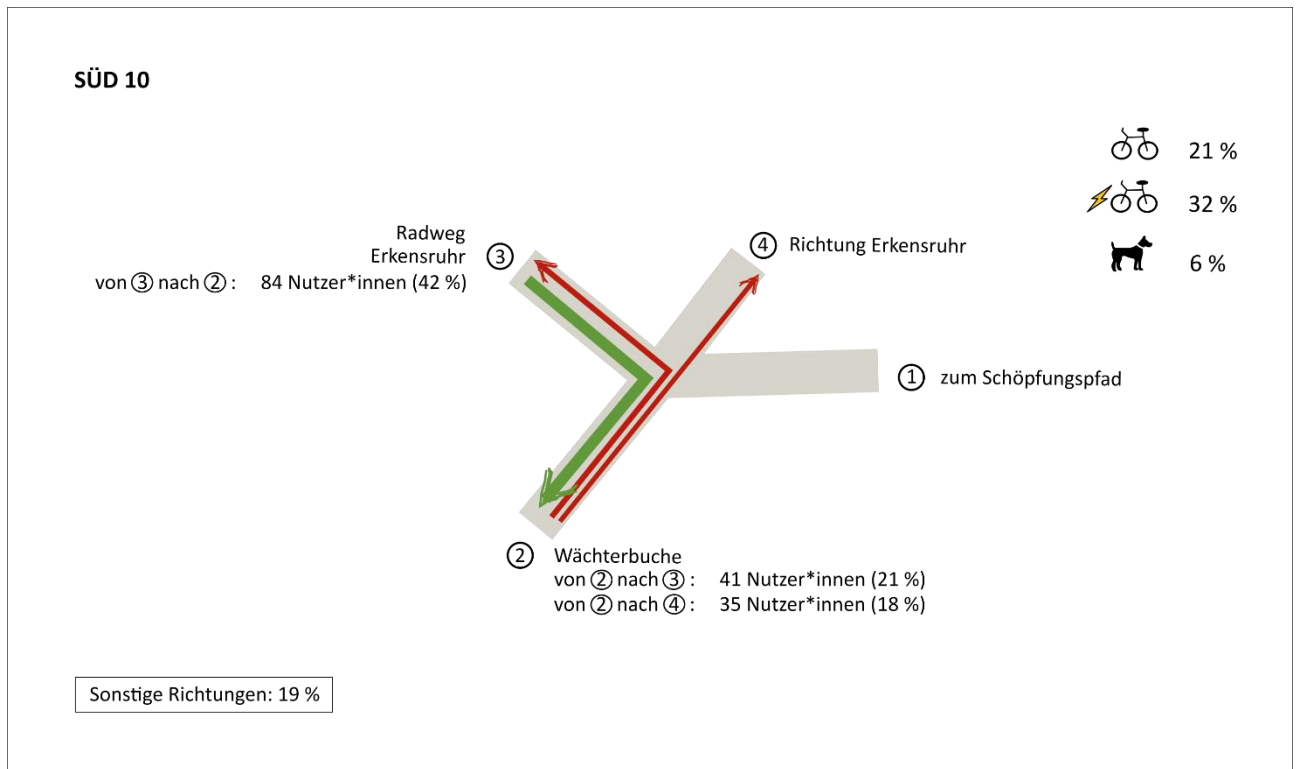 SÜD 10
21 %
32 %
6 %
Radweg
Erkensruhr
③
von ③ nach ② : 84 Nutzer*innen (42 %)
④ Richtung Erkensruhr
① zum Schöpfungspfad
② Wächterbuche
von ② nach ③ : 41 Nutzer*innen (21 %)
von ② nach ④ : 35 Nutzer*innen (18 %)
Sonstige Richtungen: 19 %